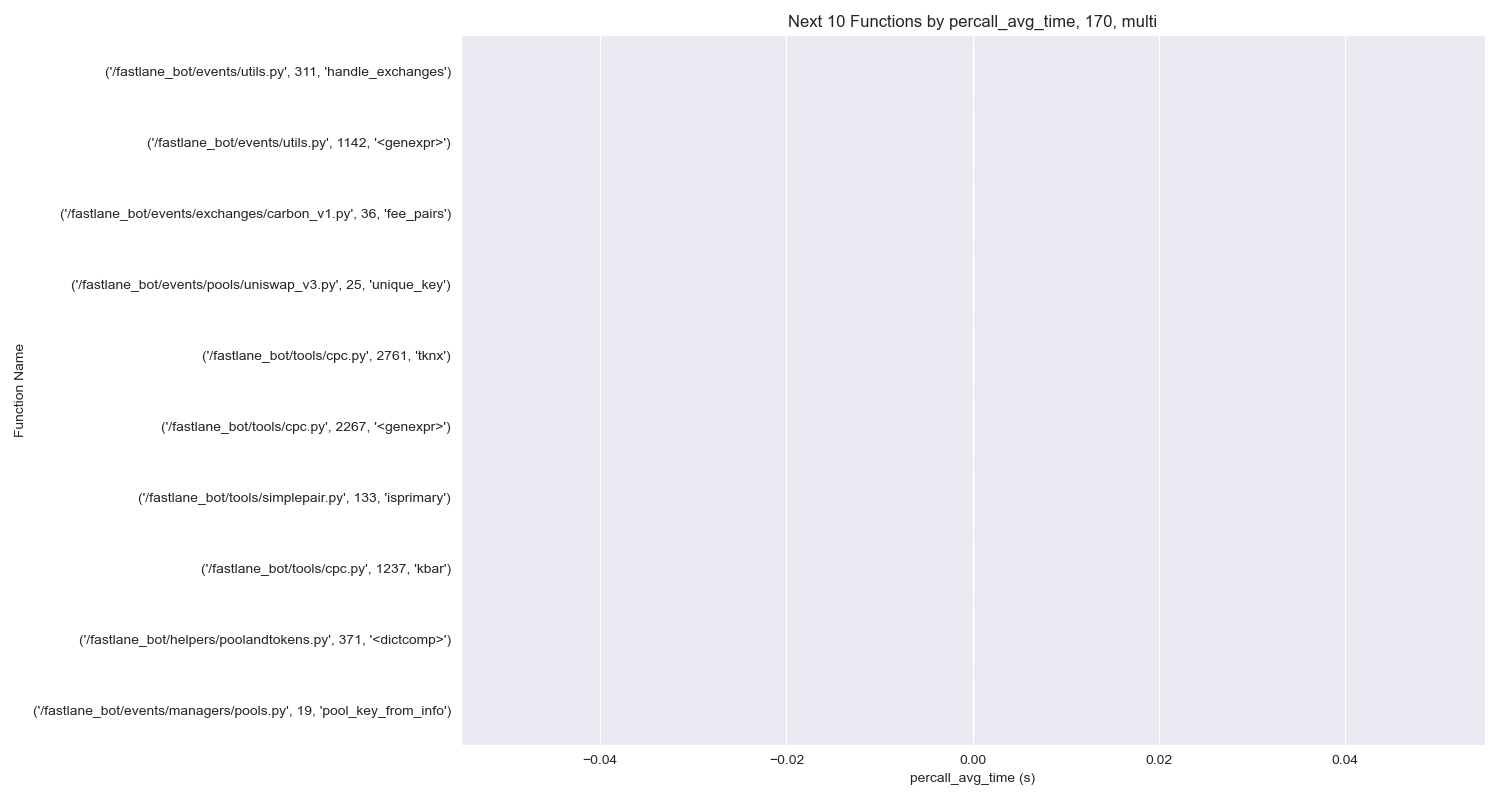 Next 10 Functions by percall_avg_time, 170, multi
('/fastlane_bot/events/utils.py', 311, 'handle_exchanges')
('/fastlane_bot/events/utils.py', 1142, '<genexpr>')
('/fastlane_bot/events/exchanges/carbon_v1.py', 36, 'fee_pairs')
('/fastlane_bot/events/pools/uniswap_v3.py', 25, 'unique_key')
('/fastlane_bot/tools/cpc.py', 2761, 'tknx')
('/fastlane_bot/tools/cpc.py', 2267, '<genexpr>')
('/fastlane_bot/tools/simplepair.py', 133, 'isprimary')
('/fastlane_bot/tools/cpc.py', 1237, 'kbar')
('/fastlane_bot/helpers/poolandtokens.py', 371, '<dictcomp>')
('/fastlane_bot/events/managers/pools.py', 19, 'pool_key_from_info')
Function Name
−0.04 −0.02 0.00 0.02 0.04
percall_avg_time (s)